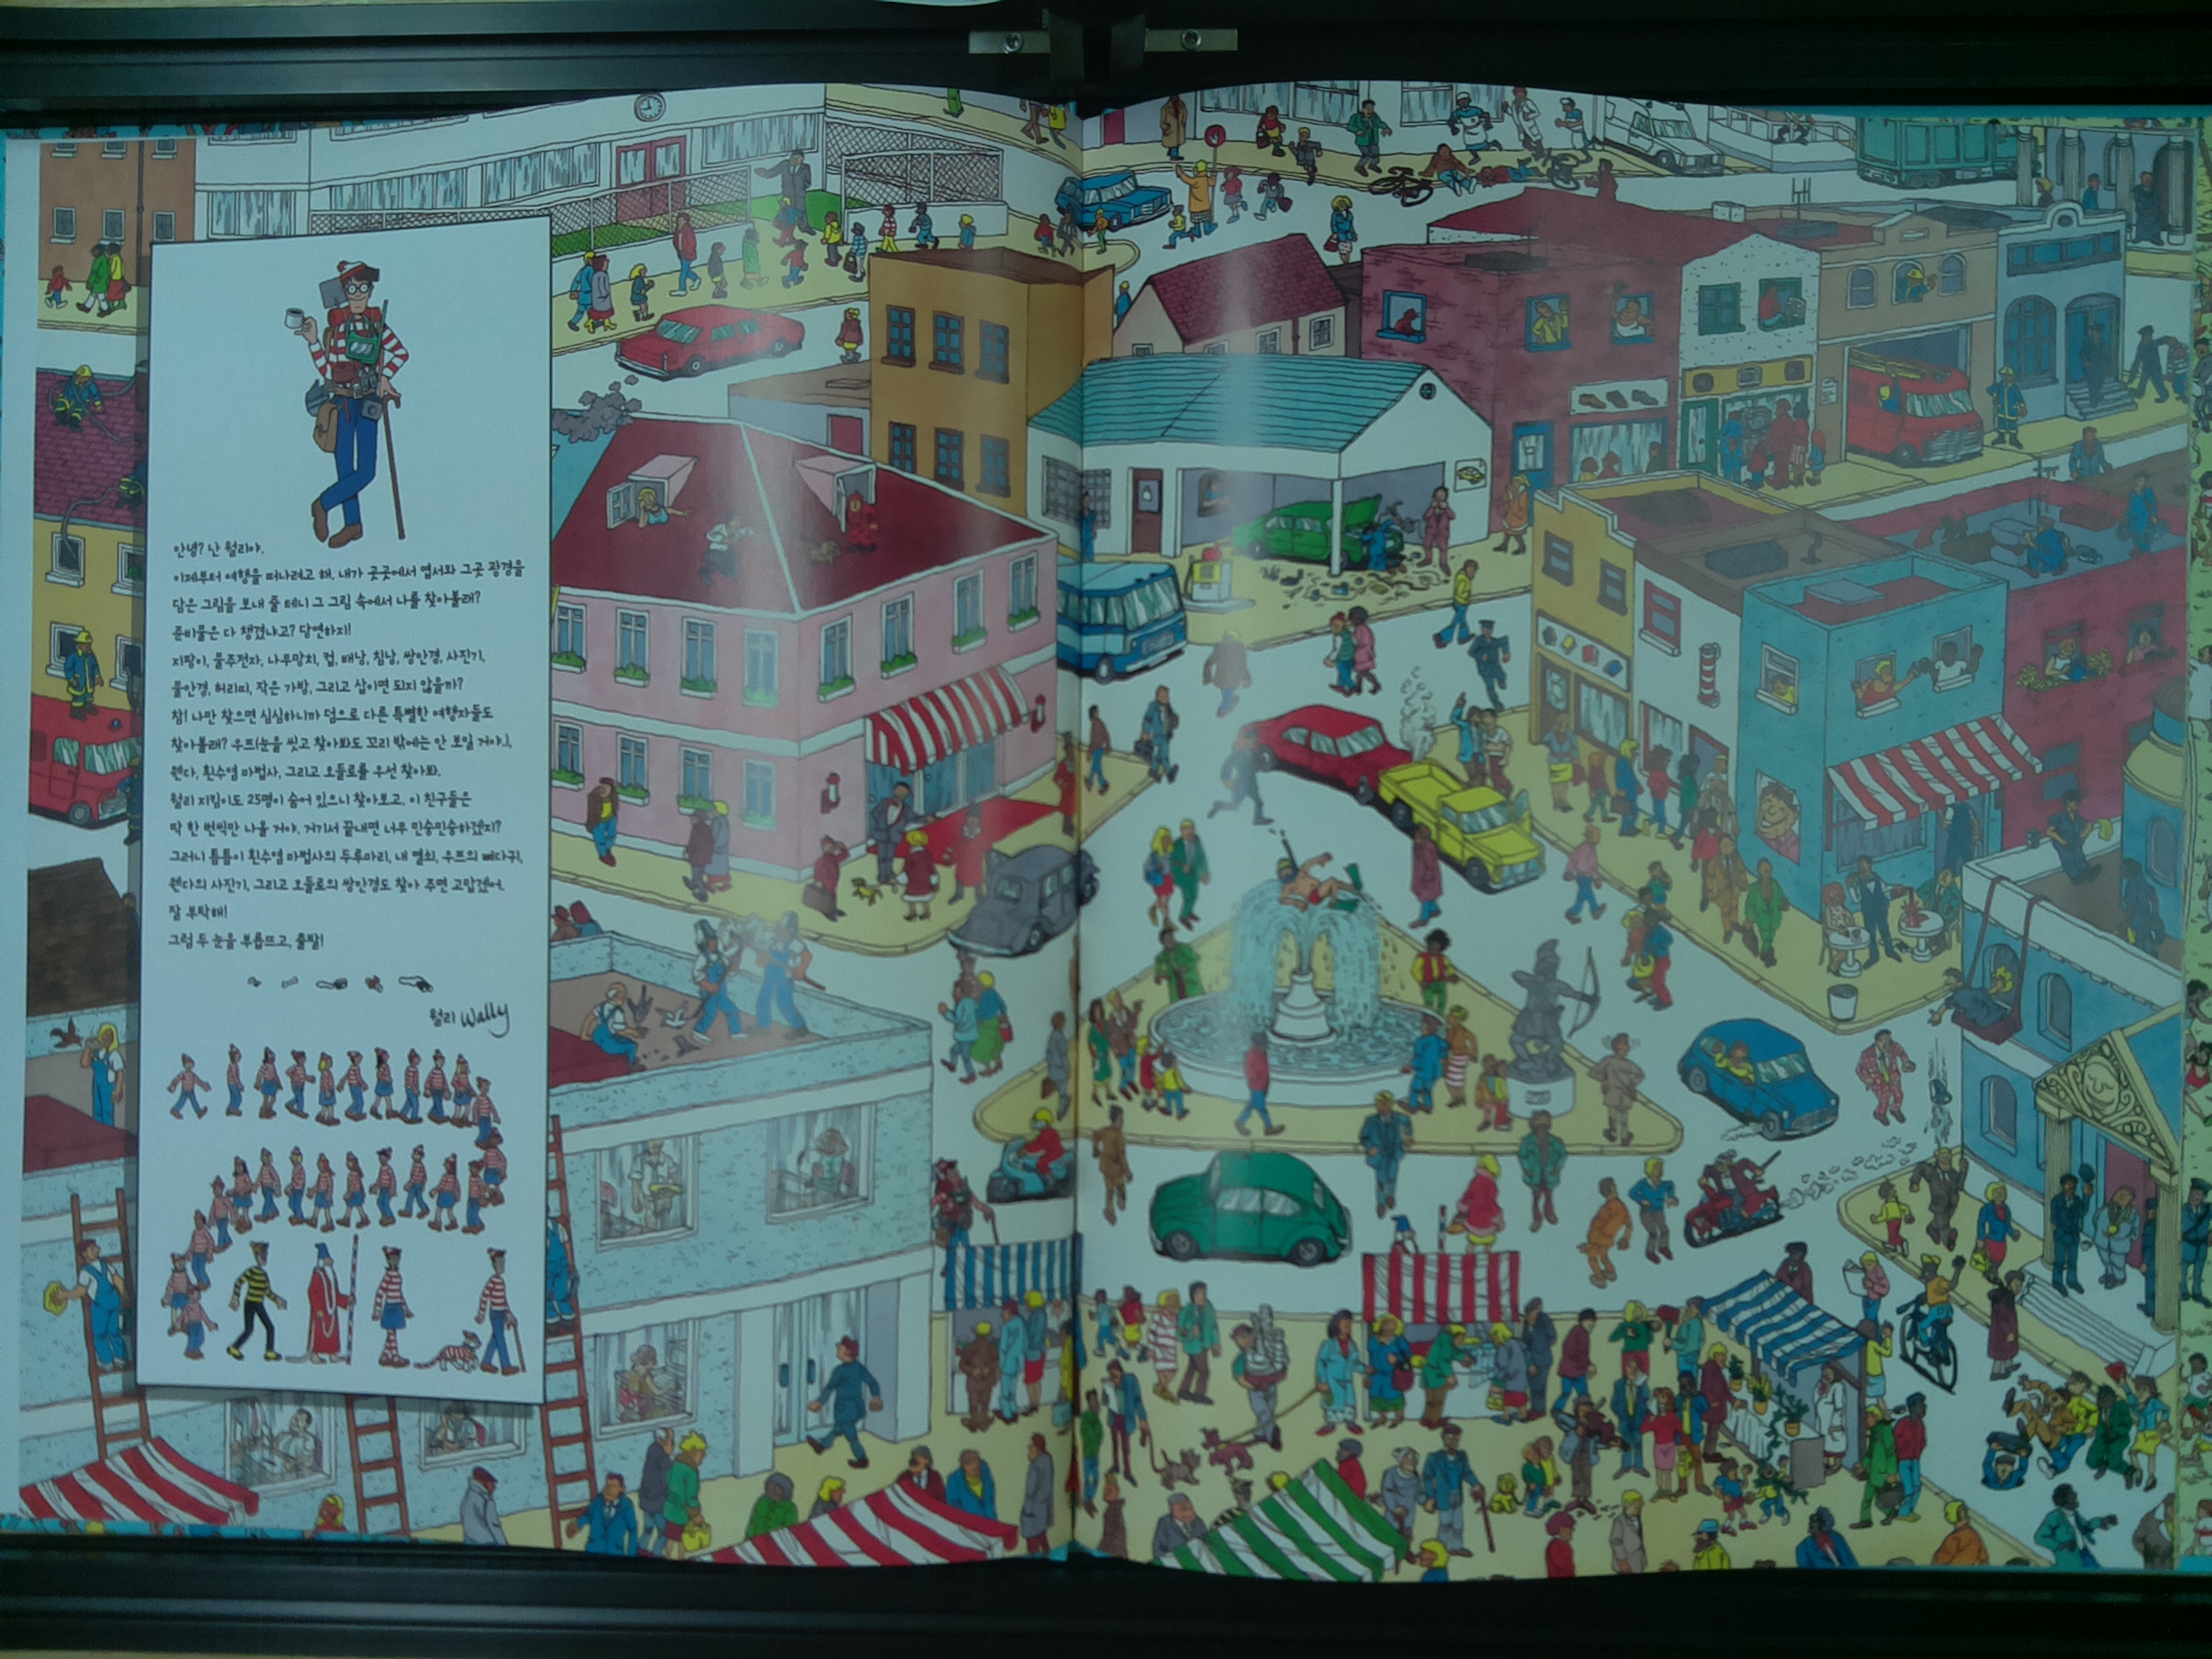 안녕? 난 월리야.
이제부터 여행을 떠나려고 해. 내가 곳곳에서 엽서와 그곳 광경을
담은 그림을 보내 줄 테니 그 그림 속에서 나를 찾아볼래?
준비물은 다 챙겼냐고? 당연하지!
지팡이, 물주전자, 나무망치, 컵, 배낭, 침낭, 쌍안경, 사진기,
물안경, 허리띠, 작은 가방, 그리고 삽이면 되지 않을까?
참! 나만 찾으면 심심하니까 덤으로 다른 특별한 여행자들도
찾아볼래? 우프(눈을 씻고 찾아봐도 꼬리 밖에는 안 보일 거야.),
웬다, 흰수염 마법사, 그리고 오들로를 우선 찾아봐.
월리 지킴이도 25명이 숨어 있으니 찾아보고. 이 친구들은
딱 한 번씩만 나올 거야. 거기서 끝내면 너무 민숭민숭하겠지?
그러니 틈틈이 흰수염 마법사의 두루마리, 내 열쇠, 우프의 뼈다귀,
웬다의 사진기, 그리고 오들로의 쌍안경도 찾아 주면 고맙겠어.
잘 부탁해!
그럼 두 눈을 부릅뜨고, 출발!
월리 Wally